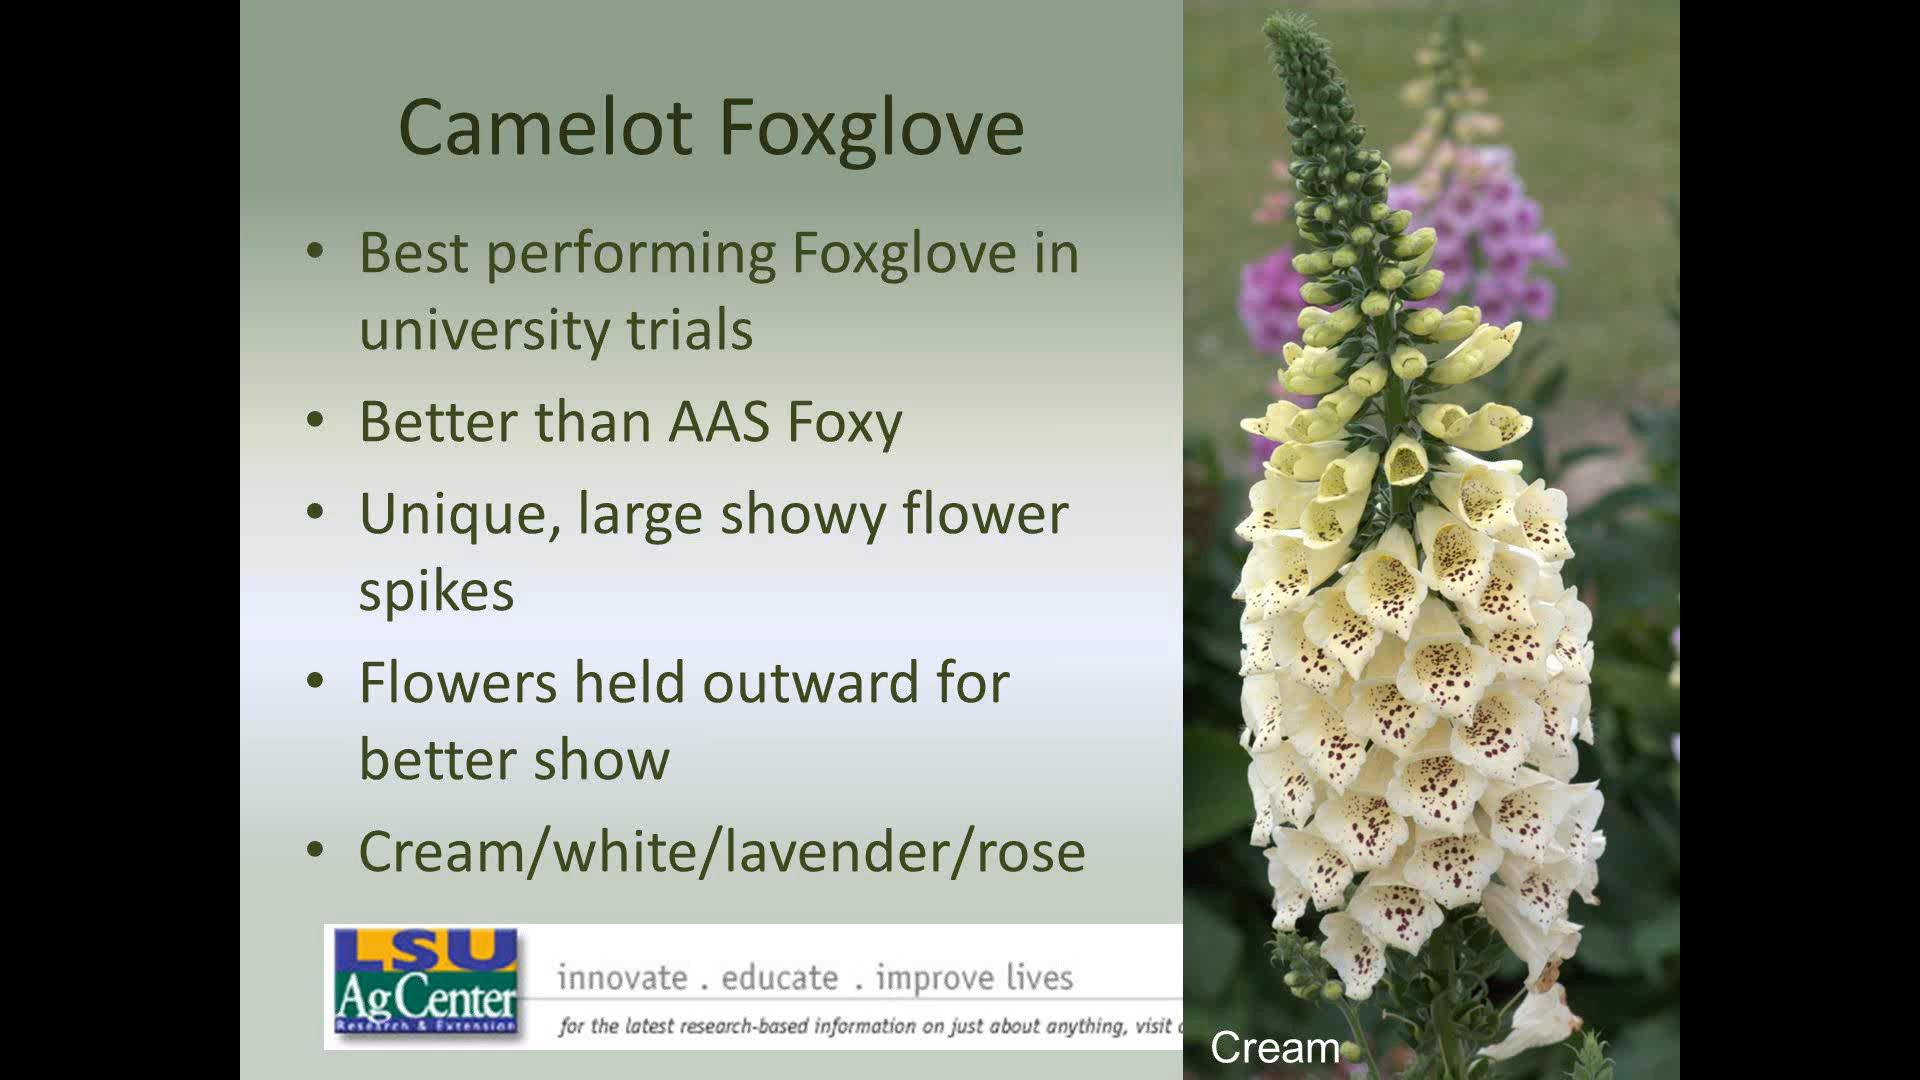 Camelot Foxglove
• Best performing Foxglove in
university trials
• Better than AAS Foxy
• Unique, large showy flower
spikes
• Flowers held outward for
better show
• Cream/white/lavender/rose
LSU
AgCenter
Research & Extension
innovate . educate . improve lives
for the latest research-based information on just about anything, visit
Cream